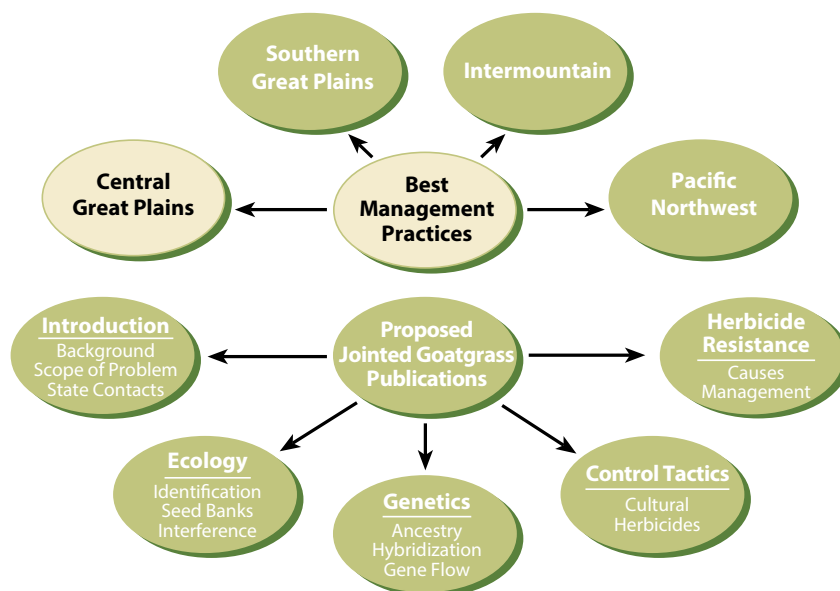 Southern
Great Plains
Intermountain
Central
Great Plains
Best
Management
Practices
Pacific
Northwest
Introduction
Background
Scope of Problem
State Contacts
Proposed
Jointed Goatgrass
Publications
Herbicide
Resistance
Causes
Management
Ecology
Identification
Seed Banks
Interference
Genetics
Ancestry
Hybridization
Gene Flow
Control Tactics
Cultural
Herbicides